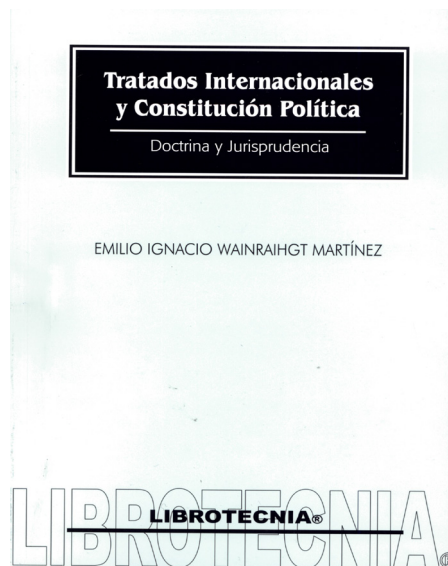 Tratados Internacionales
y Constitución Política
Doctrina y Jurisprudencia
EMILIO IGNACIO WAINRAIHGT MARTÍNEZ
LIBROTECNIA®
LIBROTECNIA®